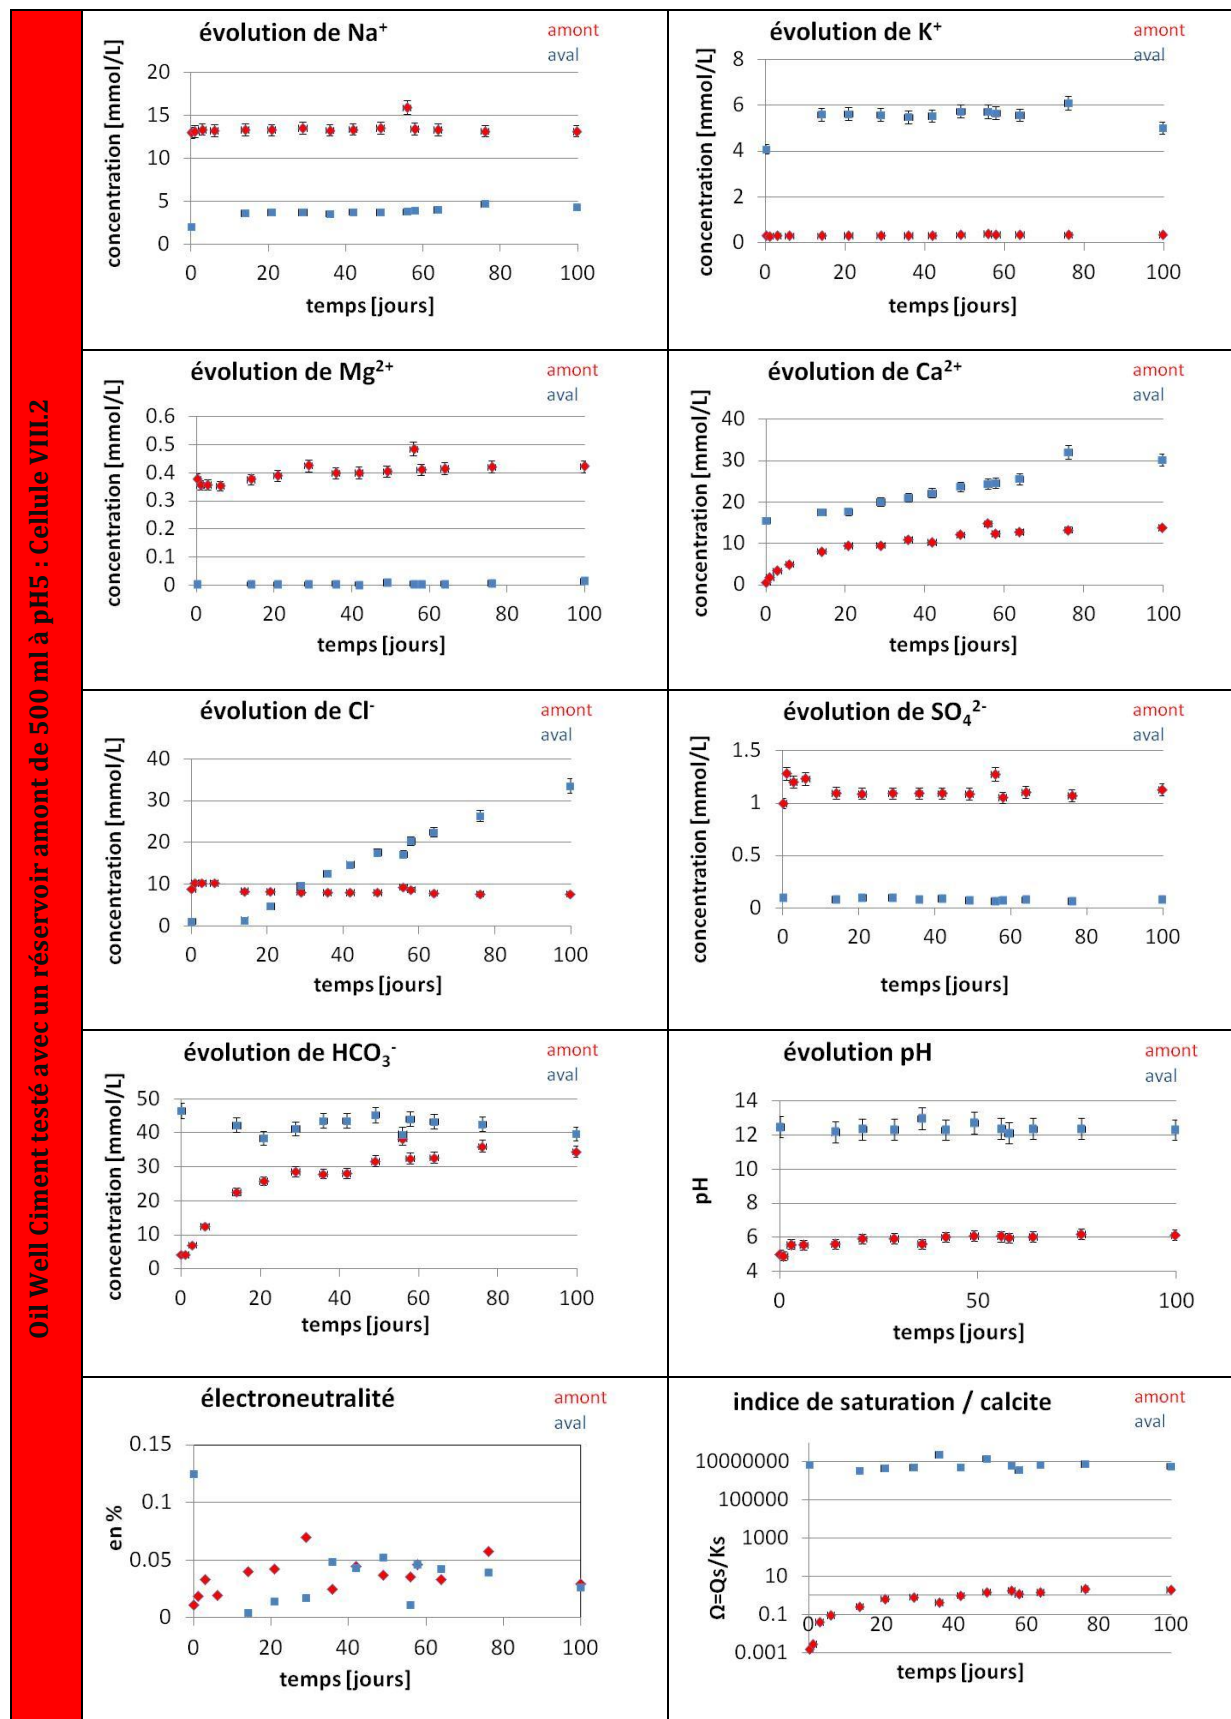 Oil Well Ciment testé avec un réservoir amont de 500 ml à pH5 : Cellule VIII.2
évolution de Na⁺
amont
aval
concentration [mmol/L]
20
15
10
5
0
0 20 40 60 80 100
temps [jours]
évolution de K⁺
amont
aval
concentration [mmol/L]
8
6
4
2
0
0 20 40 60 80 100
temps [jours]
évolution de Mg²⁺
amont
aval
concentration [mmol/L]
0.6
0.5
0.4
0.3
0.2
0.1
0
0 20 40 60 80 100
temps [jours]
évolution de Ca²⁺
amont
aval
concentration [mmol/L]
40
30
20
10
0
0 20 40 60 80 100
temps [jours]
évolution de Cl⁻
amont
aval
concentration [mmol/L]
40
30
20
10
0
0 20 40 60 80 100
temps [jours]
évolution de SO₄²⁻
amont
aval
concentration [mmol/L]
1.5
1
0.5
0
0 20 40 60 80 100
temps [jours]
évolution de HCO₃⁻
amont
aval
concentration [mmol/L]
50
40
30
20
10
0
0 20 40 60 80 100
temps [jours]
évolution pH
amont
aval
pH
14
12
10
8
6
4
0 50 100
temps [jours]
électroneutralité
amont
aval
en %
0.15
0.1
0.05
0
0 20 40 60 80 100
temps [jours]
indice de saturation / calcite
amont
aval
Ω=Qs/Ks
10000000
100000
1000
10
0.1
0.001
0 20 40 60 80 100
temps [jours]